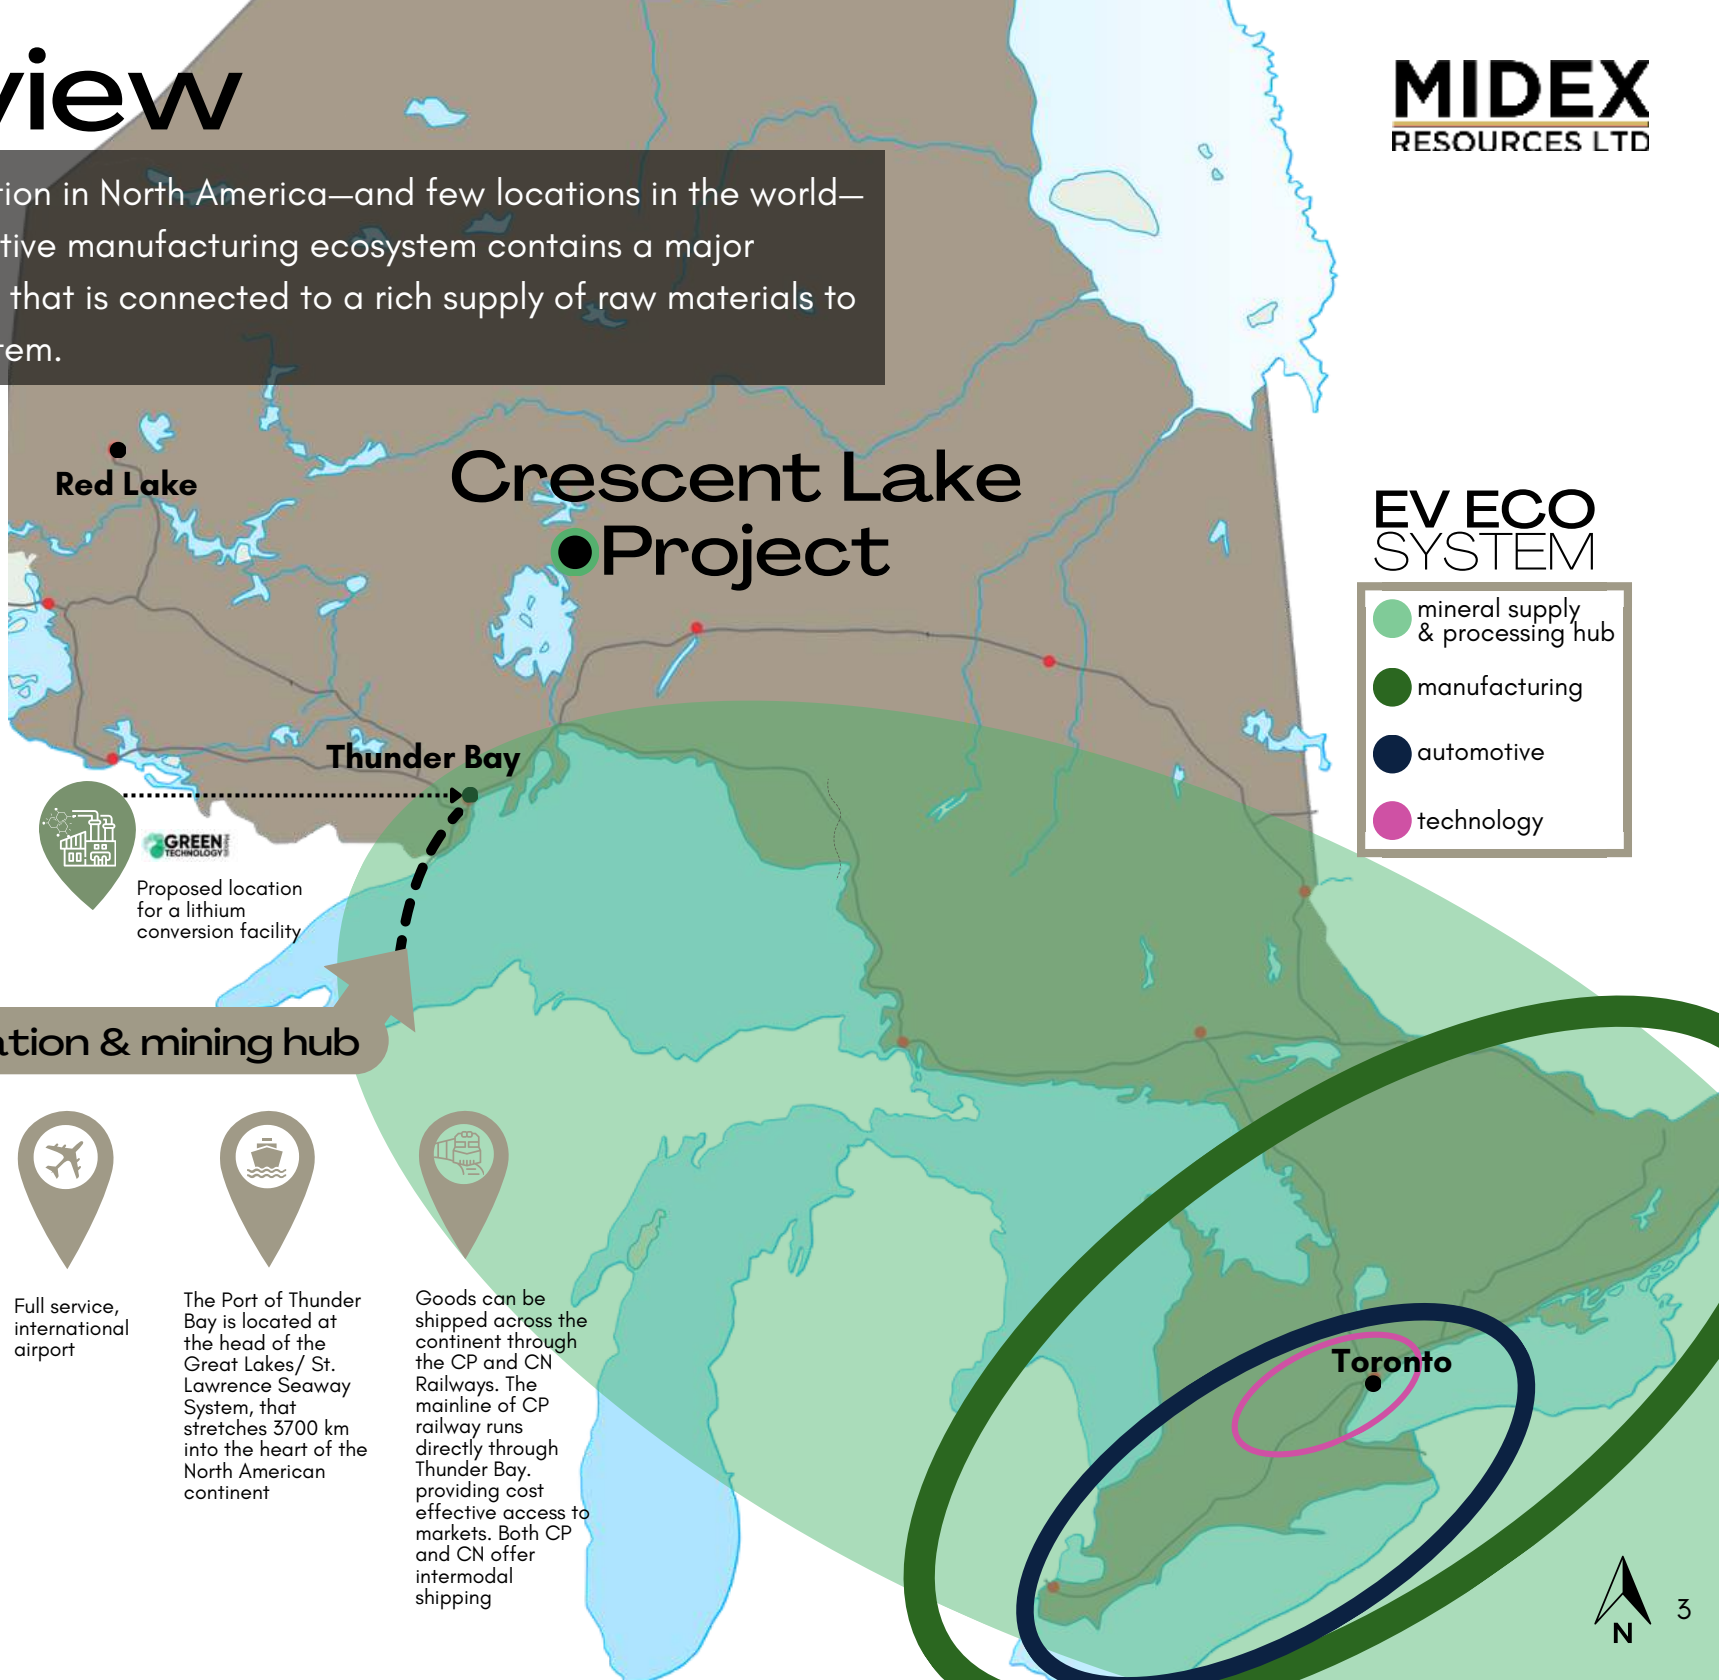 view
MIDEX
RESOURCES LTD
tion in North America—and few locations in the world—
tive manufacturing ecosystem contains a major
that is connected to a rich supply of raw materials to
tem.
Red Lake
Crescent Lake
Project
EV ECO
SYSTEM
mineral supply
& processing hub
manufacturing
automotive
technology
Thunder Bay
GREEN
TECHNOLOGY
Proposed location
for a lithium
conversion facility
ation & mining hub
Full service,
international
airport
The Port of Thunder
Bay is located at
the head of the
Great Lakes/ St.
Lawrence Seaway
System, that
stretches 3700 km
into the heart of the
North American
continent
Goods can be
shipped across the
continent through
the CP and CN
Railways. The
mainline of CP
railway runs
directly through
Thunder Bay.
providing cost
effective access to
markets. Both CP
and CN offer
intermodal
shipping
Toronto
N
3